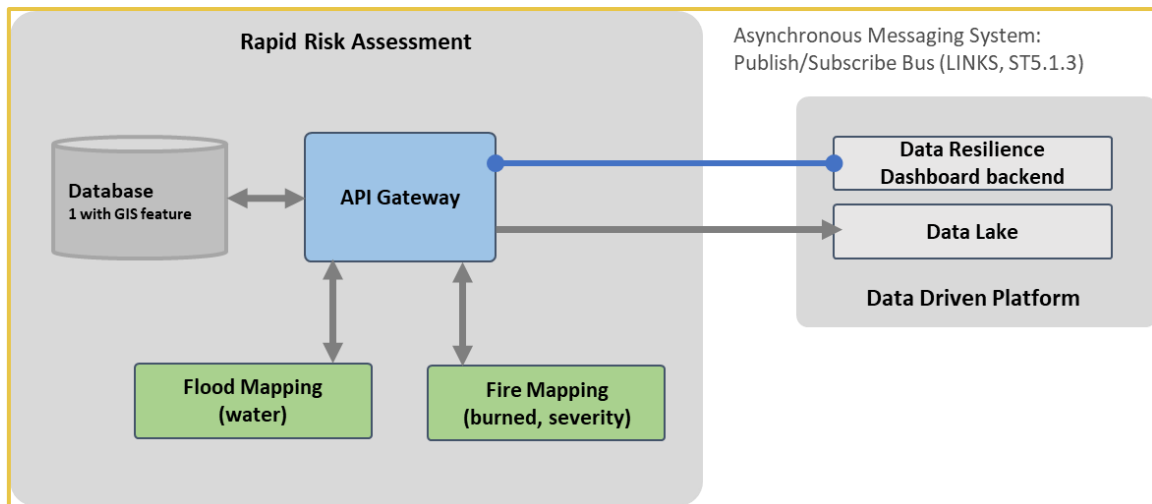 Rapid Risk Assessment
Asynchronous Messaging System:
Publish/Subscribe Bus (LINKS, ST5.1.3)
Database
1 with GIS feature
API Gateway
Data Resilience
Dashboard backend
Data Lake
Data Driven Platform
Flood Mapping
(water)
Fire Mapping
(burned, severity)